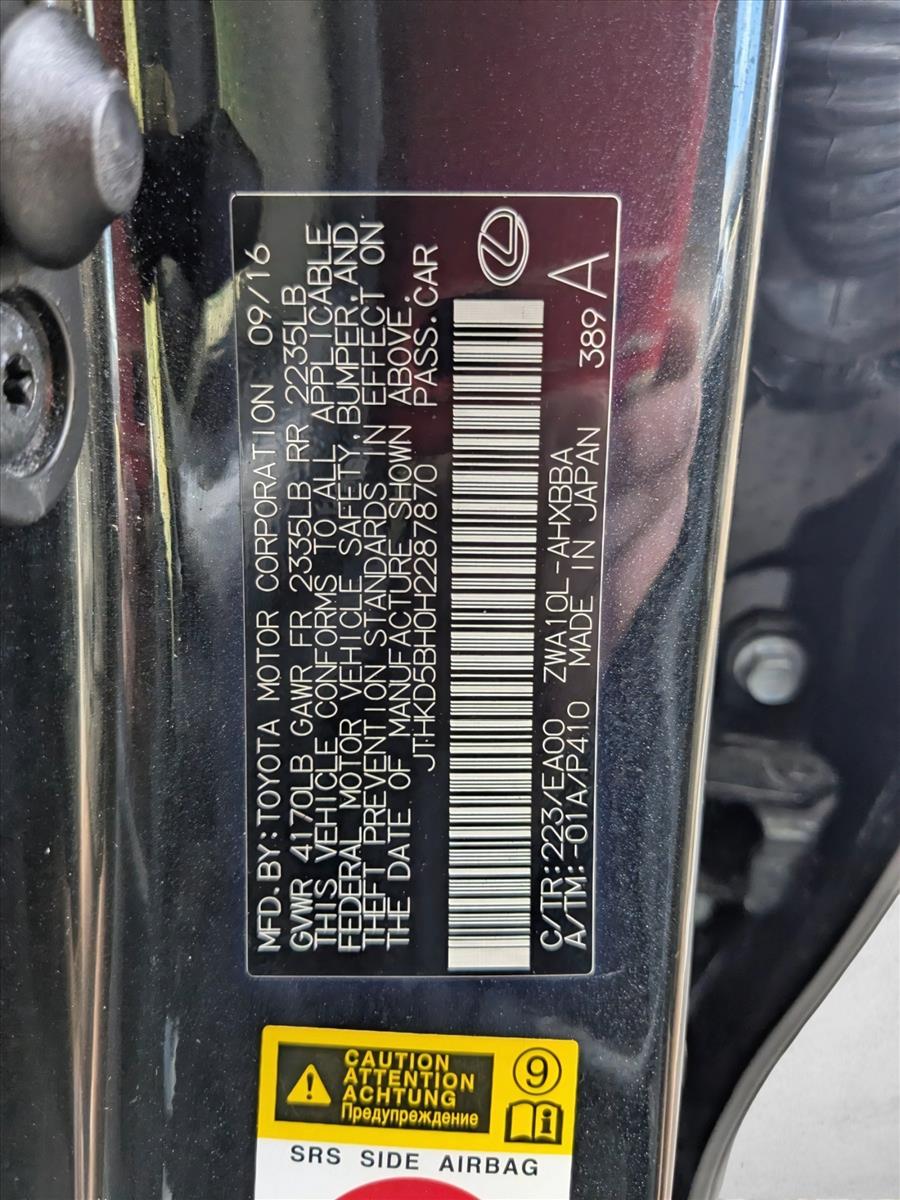 MFD.BY:TOYOTA MOTOR CORPORATION 09/16
GVWR 4170LB GAWR FR 2335LB RR 2235LB
THIS VEHICLE CONFORMS TO ALL APPLICABLE
FEDERAL MOTOR VEHICLE SAFETY,BUMPER,AND
THEFT PREVENTION STANDARDS IN EFFECT ON
THE DATE OF MANUFACTURE SHOWN ABOVE.
JTHKD5BH0H2287870 PASS.CAR
C/TR:223/EA00 ZWA10L-AHXBBA
A/TM:-01A/P410 MADE IN JAPAN 389 A
CAUTION
ATTENTION
ACHTUNG
Предупреждение
9
i
SRS SIDE AIRBAG